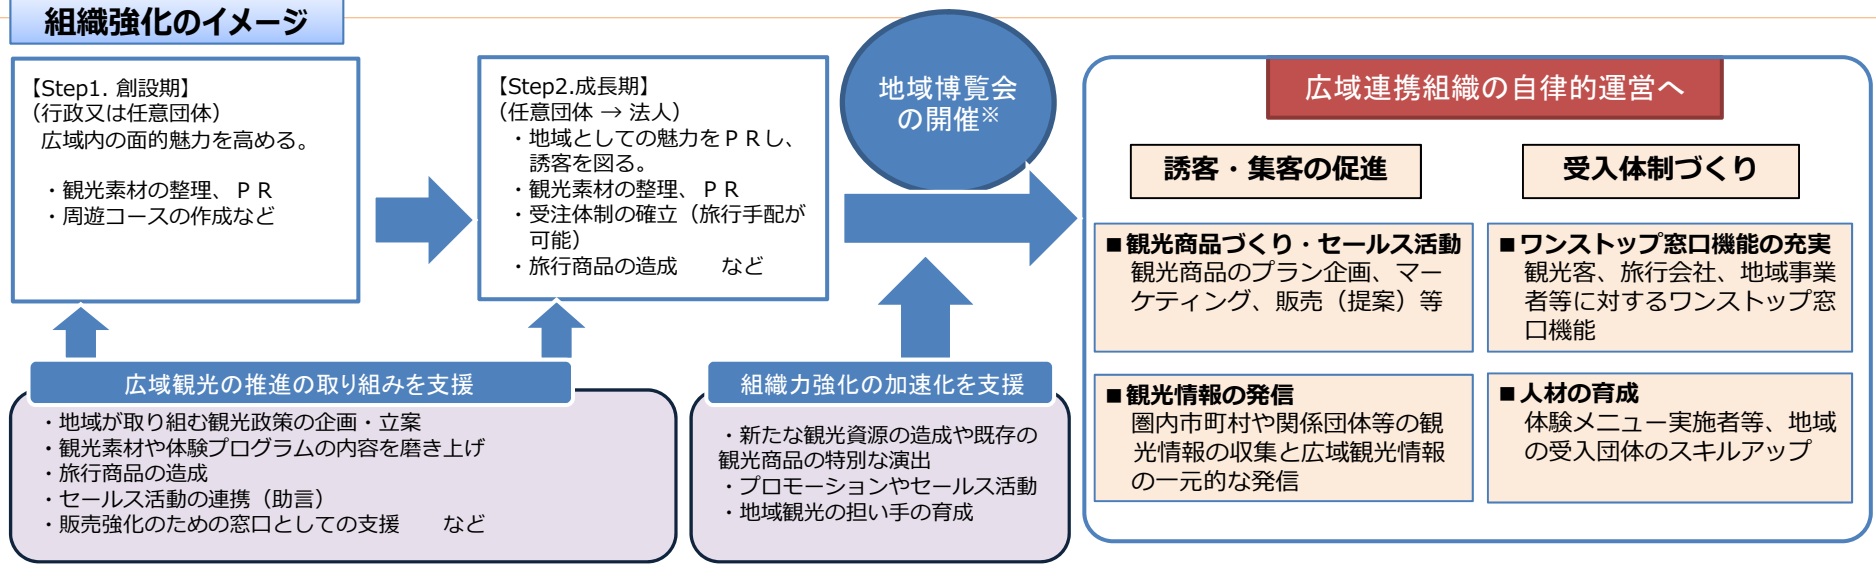 組織強化のイメージ
【Step1. 創設期】
（行政又は任意団体）
広域内の面的魅力を高める。
・観光素材の整理、ＰＲ
・周遊コースの作成など
【Step2.成長期】
（任意団体 → 法人）
・地域としての魅力をＰＲし、
誘客を図る。
・観光素材の整理、ＰＲ
・受注体制の確立（旅行手配が
可能）
・旅行商品の造成　　など
地域博覧会
の開催※
広域観光の推進の取り組みを支援
・地域が取り組む観光政策の企画・立案
・観光素材や体験プログラムの内容を磨き上げ
・旅行商品の造成
・セールス活動の連携（助言）
・販売強化のための窓口としての支援　　など
組織力強化の加速化を支援
・新たな観光資源の造成や既存の
観光商品の特別な演出
・プロモーションやセールス活動
・地域観光の担い手の育成
広域連携組織の自律的運営へ
誘客・集客の促進
■観光商品づくり・セールス活動
観光商品のプラン企画、マー
ケティング、販売（提案）等
■観光情報の発信
圏内市町村や関係団体等の観
光情報の収集と広域観光情報
の一元的な発信
受入体制づくり
■ワンストップ窓口機能の充実
観光客、旅行会社、地域事業
者等に対するワンストップ窓
口機能
■人材の育成
体験メニュー実施者等、地域
の受入団体のスキルアップ